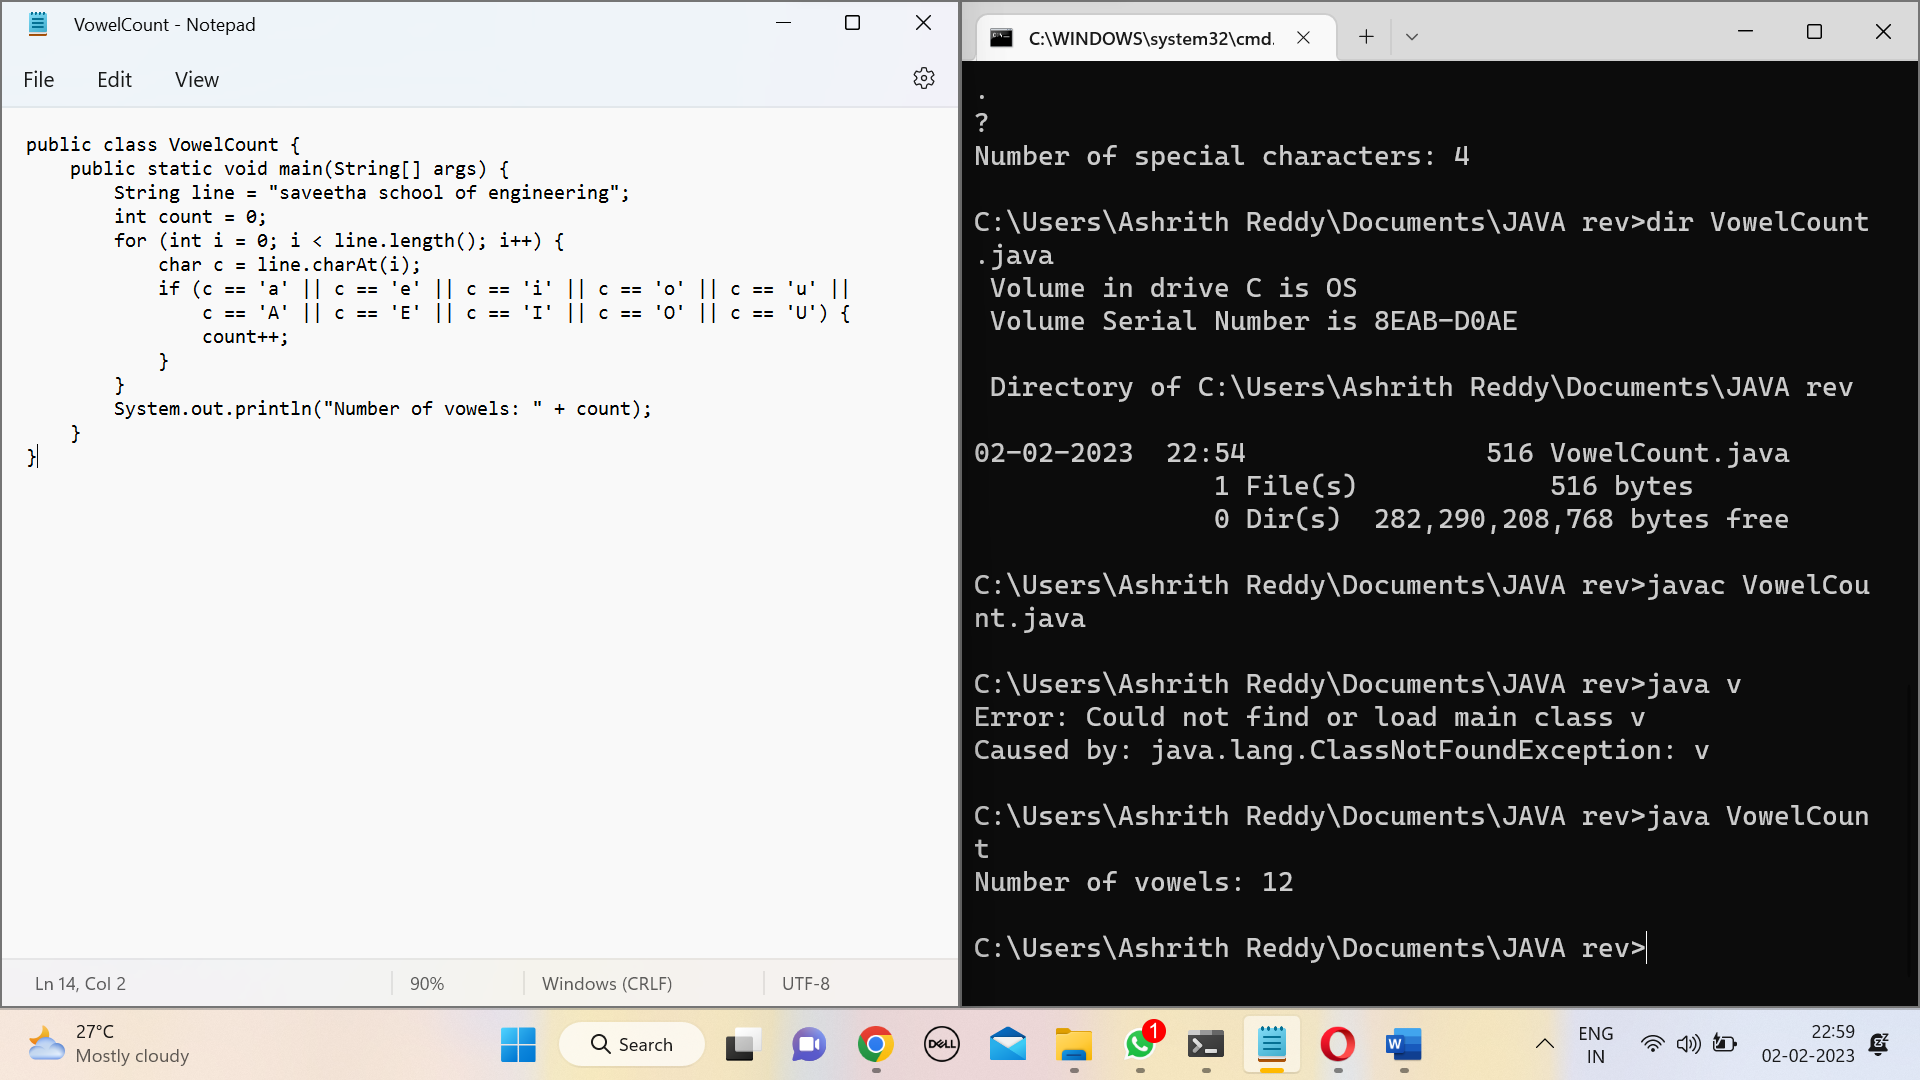 VowelCount - Notepad
File Edit View
public class VowelCount {
    public static void main(String[] args) {
        String line = "saveetha school of engineering";
        int count = 0;
        for (int i = 0; i < line.length(); i++) {
            char c = line.charAt(i);
            if (c == 'a' || c == 'e' || c == 'i' || c == 'o' || c == 'u' ||
                c == 'A' || c == 'E' || c == 'I' || c == 'O' || c == 'U') {
                count++;
            }
        }
        System.out.println("Number of vowels: " + count);
    }
}
Ln 14, Col 2 90% Windows (CRLF) UTF-8
C:\WINDOWS\system32\cmd.
.
?
Number of special characters: 4
C:\Users\Ashrith Reddy\Documents\JAVA rev>dir VowelCount
.java
 Volume in drive C is OS
 Volume Serial Number is 8EAB-D0AE
 Directory of C:\Users\Ashrith Reddy\Documents\JAVA rev
02-02-2023  22:54               516 VowelCount.java
               1 File(s)            516 bytes
               0 Dir(s)  282,290,208,768 bytes free
C:\Users\Ashrith Reddy\Documents\JAVA rev>javac VowelCou
nt.java
C:\Users\Ashrith Reddy\Documents\JAVA rev>java v
Error: Could not find or load main class v
Caused by: java.lang.ClassNotFoundException: v
C:\Users\Ashrith Reddy\Documents\JAVA rev>java VowelCoun
t
Number of vowels: 12
C:\Users\Ashrith Reddy\Documents\JAVA rev>
27°C
Mostly cloudy
Search
DELL
1
W
ENG
IN
22:59
02-02-2023